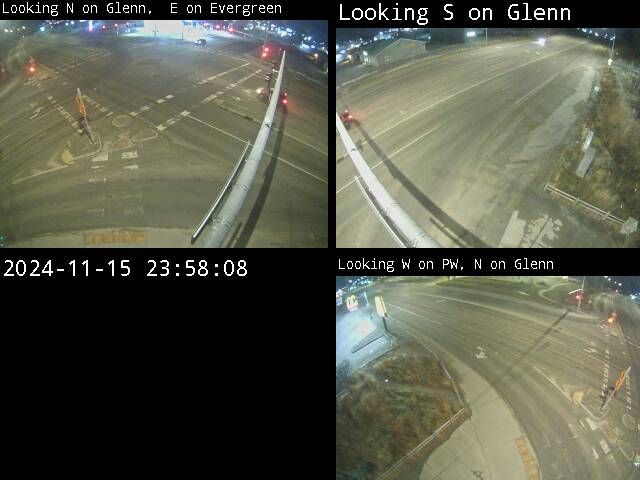 Looking N on Glenn,  E on Evergreen
Looking S on Glenn
2024-11-15 23:58:08
Looking W on PW, N on Glenn